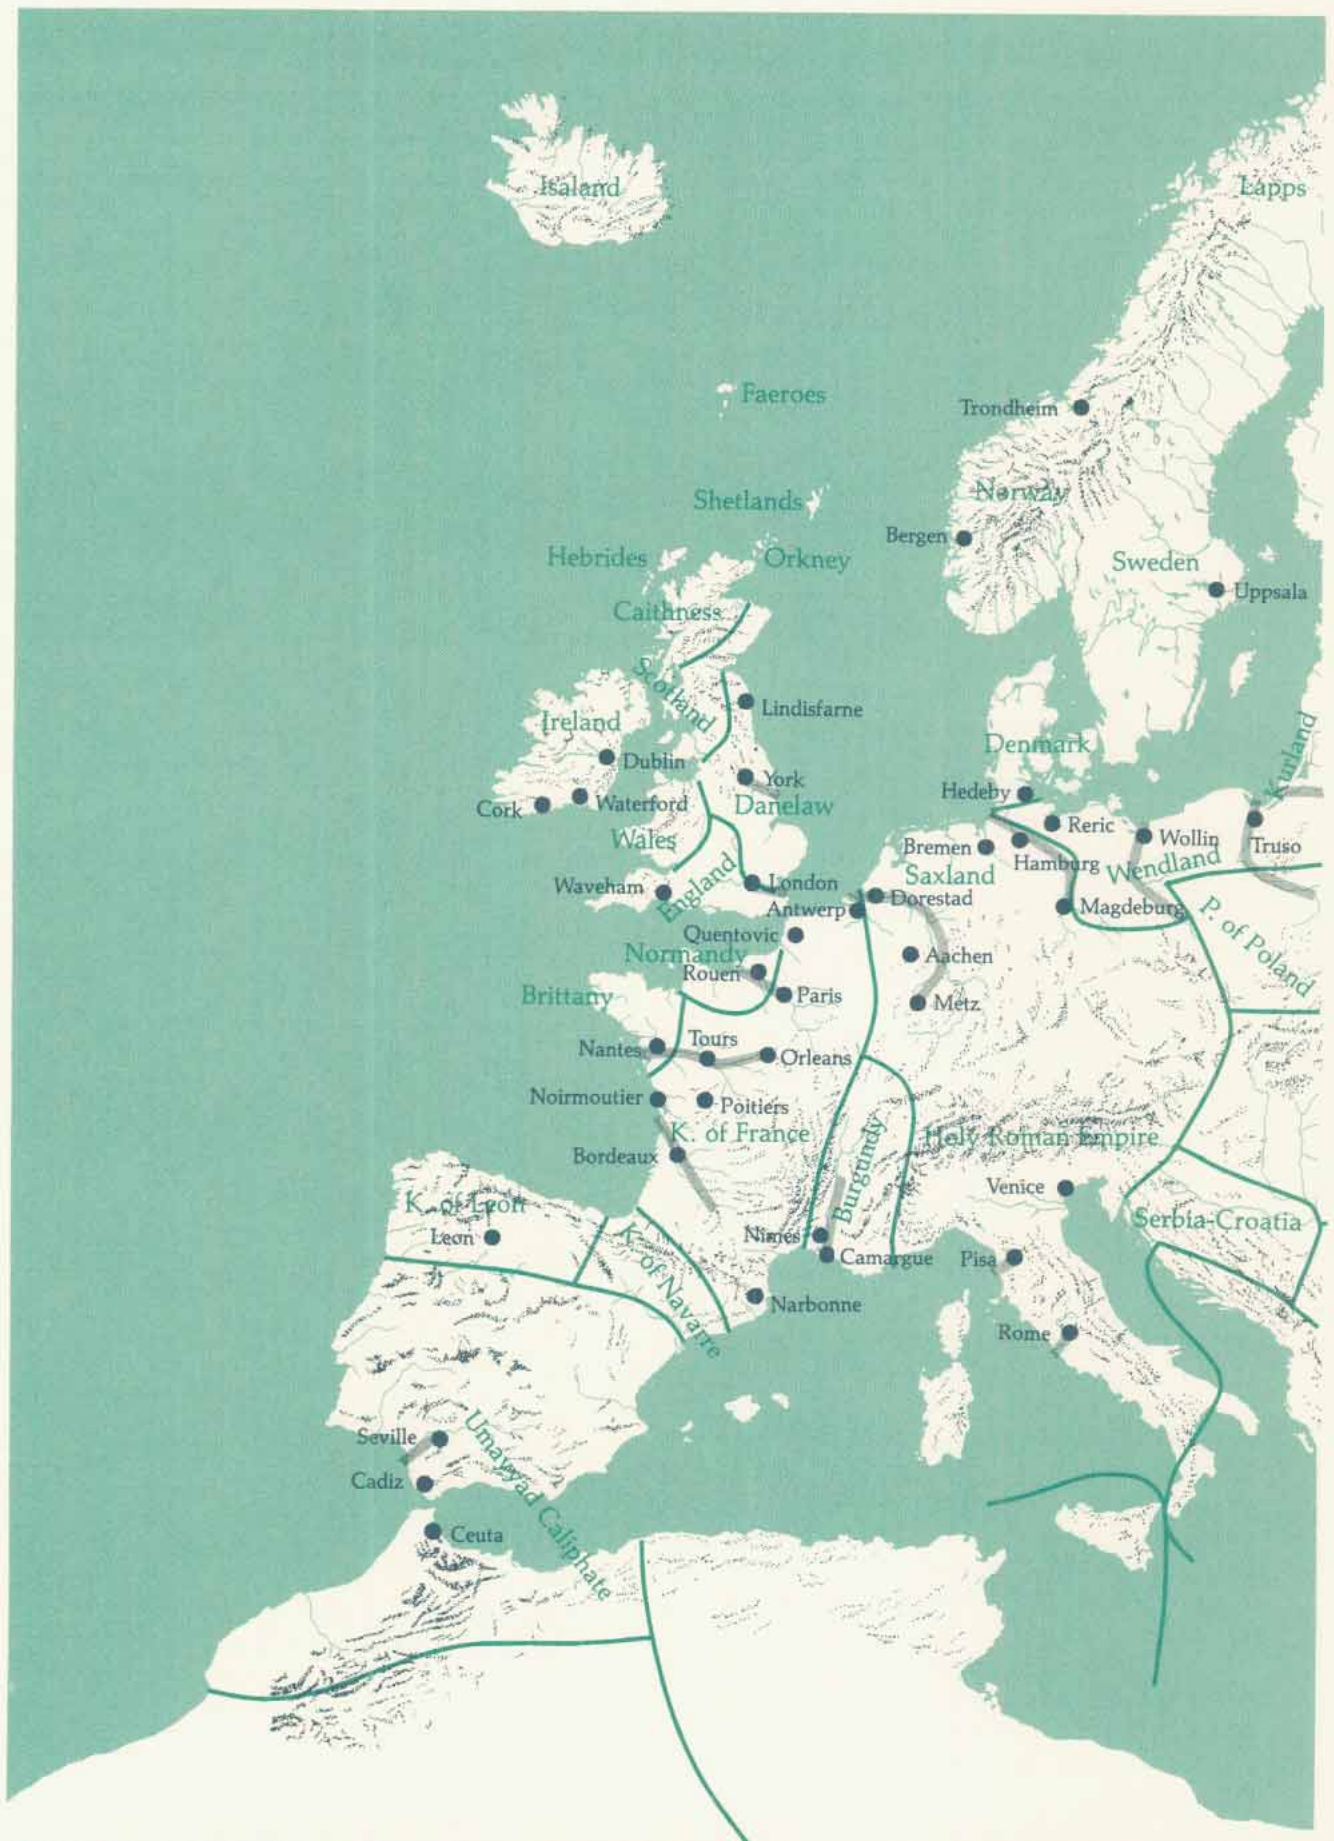 Isaland
Lapps
Faeroes
Trondheim
Norway
Shetlands
Bergen
Hebrides
Orkney
Sweden
Uppsala
Caithness
Scotland
Lindisfarne
Ireland
Denmark
Kurland
Dublin
York
Hedeby
Cork
Waterford
Danelaw
Reric
Wollin
Truso
Wales
Bremen
Hamburg
Wendland
Waveham
England
London
Saxland
Dorestad
Antwerp
Magdeburg
P. of Poland
Quentovic
Normandy
Aachen
Rouen
Brittany
Paris
Metz
Nantes
Tours
Orleans
Noirmoutier
Poitiers
K. of France
Burgundy
Holy Roman Empire
Bordeaux
Venice
K. of Leon
Leon
K. of Navarre
Nimes
Serbia-Croatia
Camargue
Pisa
Narbonne
Rome
Seville
Umayyad Caliphate
Cadiz
Ceuta